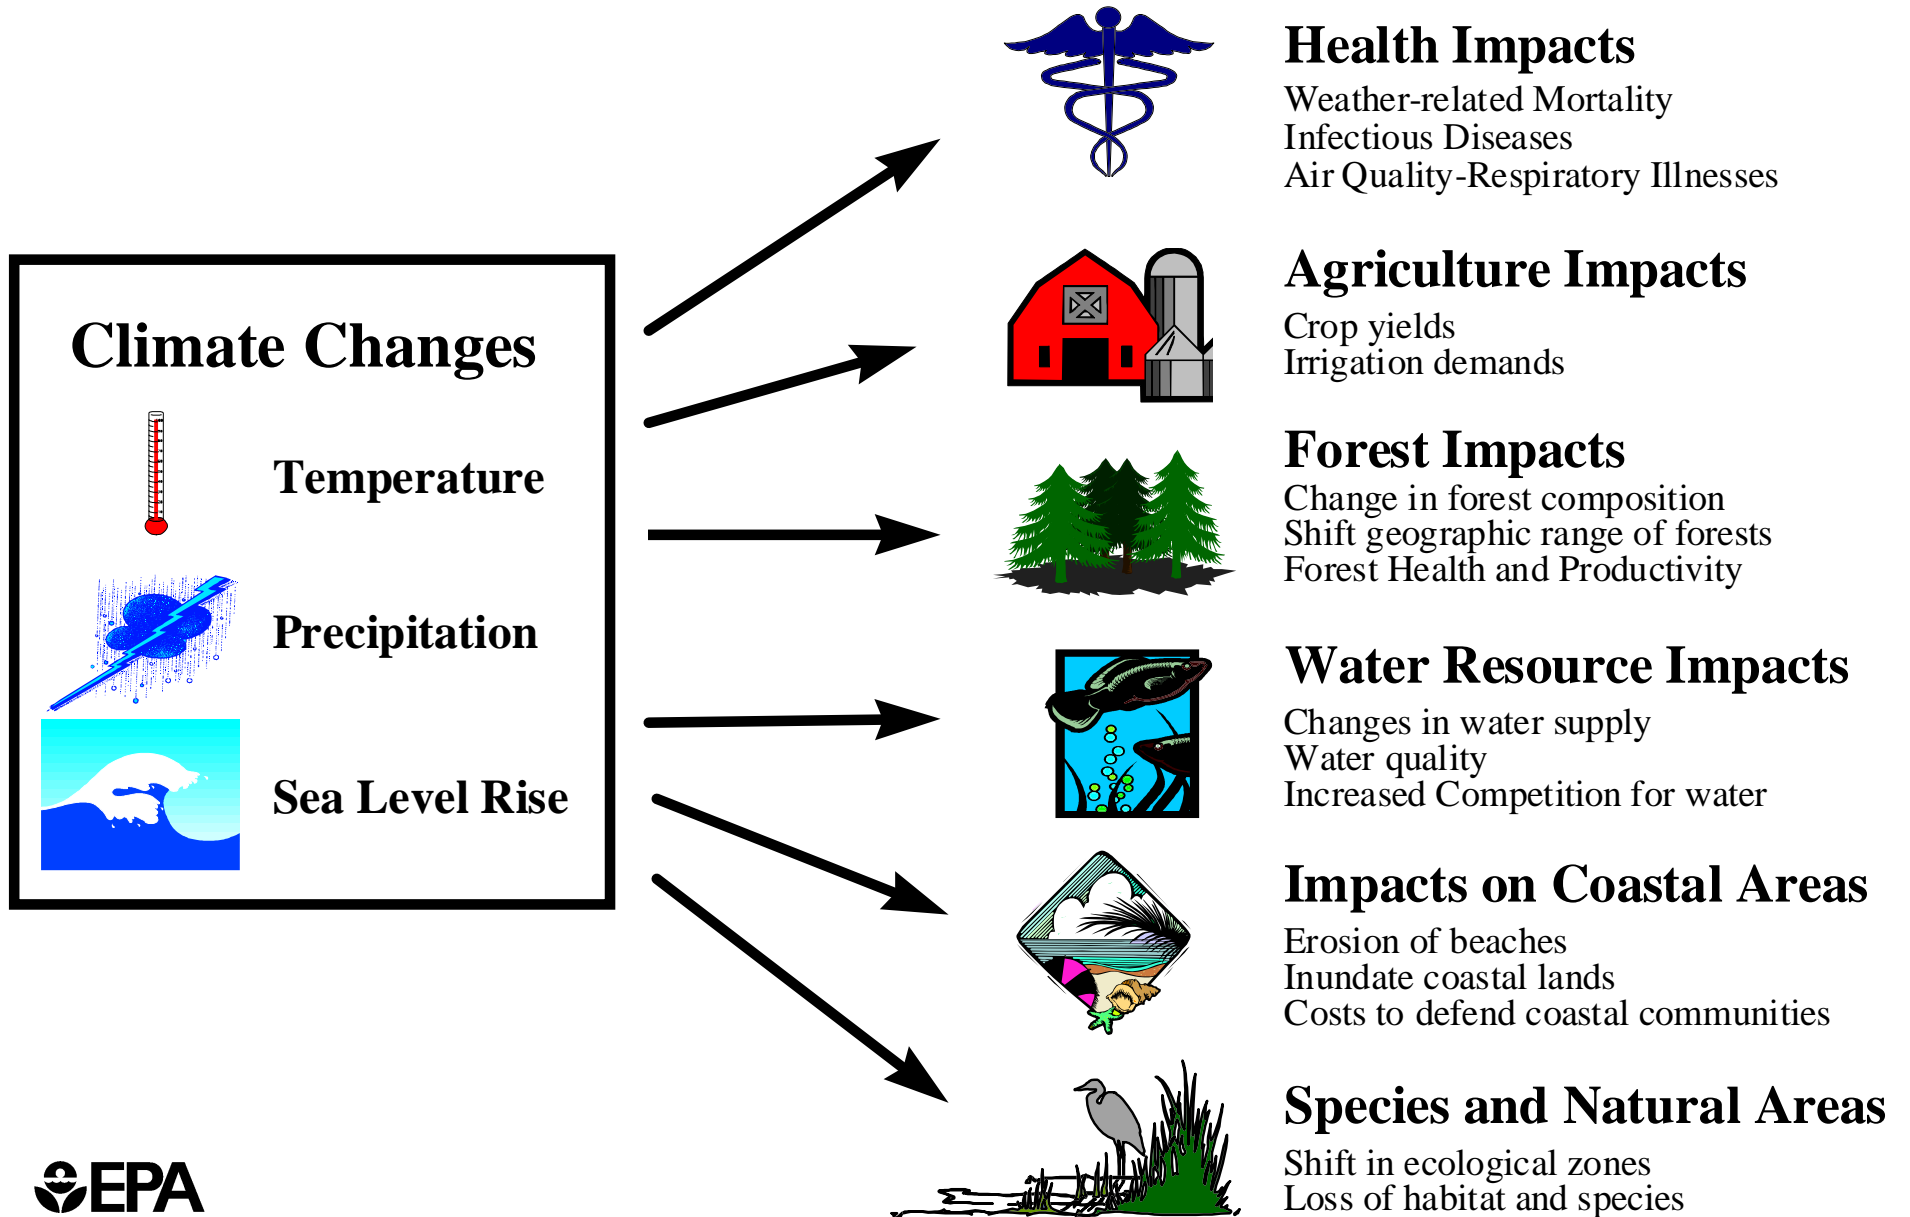 Climate Changes
Temperature
Precipitation
Sea Level Rise
Health Impacts
Weather-related Mortality
Infectious Diseases
Air Quality-Respiratory Illnesses
Agriculture Impacts
Crop yields
Irrigation demands
Forest Impacts
Change in forest composition
Shift geographic range of forests
Forest Health and Productivity
Water Resource Impacts
Changes in water supply
Water quality
Increased Competition for water
Impacts on Coastal Areas
Erosion of beaches
Inundate coastal lands
Costs to defend coastal communities
Species and Natural Areas
Shift in ecological zones
Loss of habitat and species
EPA